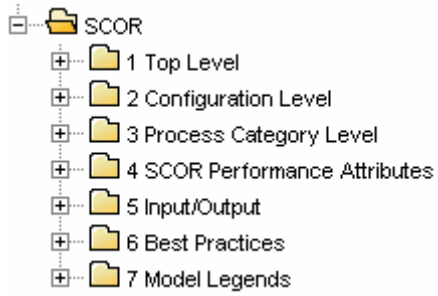 SCOR
1 Top Level
2 Configuration Level
3 Process Category Level
4 SCOR Performance Attributes
5 Input/Output
6 Best Practices
7 Model Legends